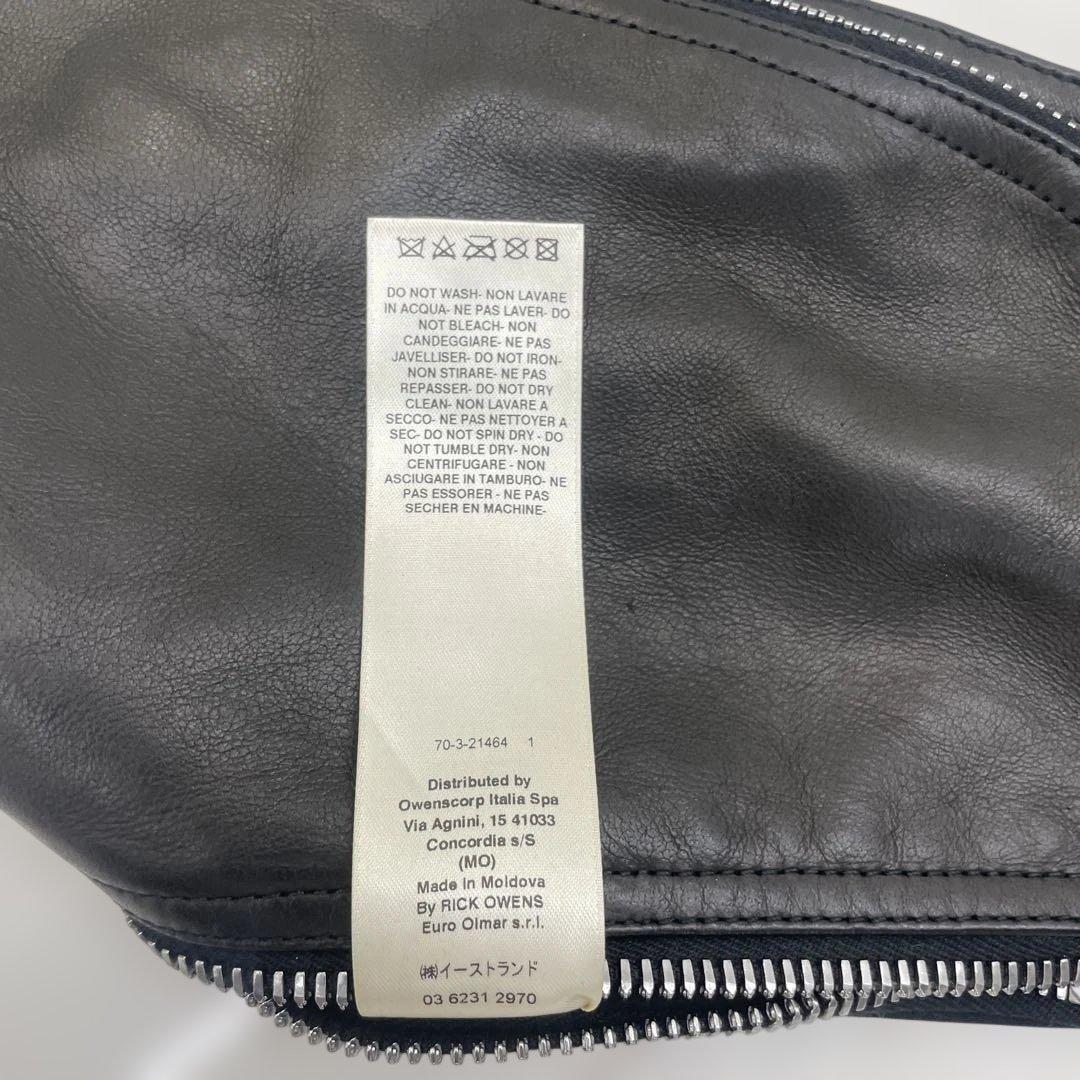 DO NOT WASH- NON LAVARE
IN ACQUA- NE PAS LAVER- DO
NOT BLEACH- NON
CANDEGGIARE- NE PAS
JAVELLISER- DO NOT IRON-
NON STIRARE- NE PAS
REPASSER- DO NOT DRY
CLEAN- NON LAVARE A
SECCO- NE PAS NETTOYER A
SEC- DO NOT SPIN DRY - DO
NOT TUMBLE DRY- NON
CENTRIFUGARE - NON
ASCIUGARE IN TAMBURO- NE
PAS ESSORER - NE PAS
SECHER EN MACHINE-
70-3-21464 1
Distributed by
Owenscorp Italia Spa
Via Agnini, 15 41033
Concordia s/S
(MO)
Made in Moldova
By RICK OWENS
Euro Olmar s.r.l.
㈱イーストランド
03 6231 2970